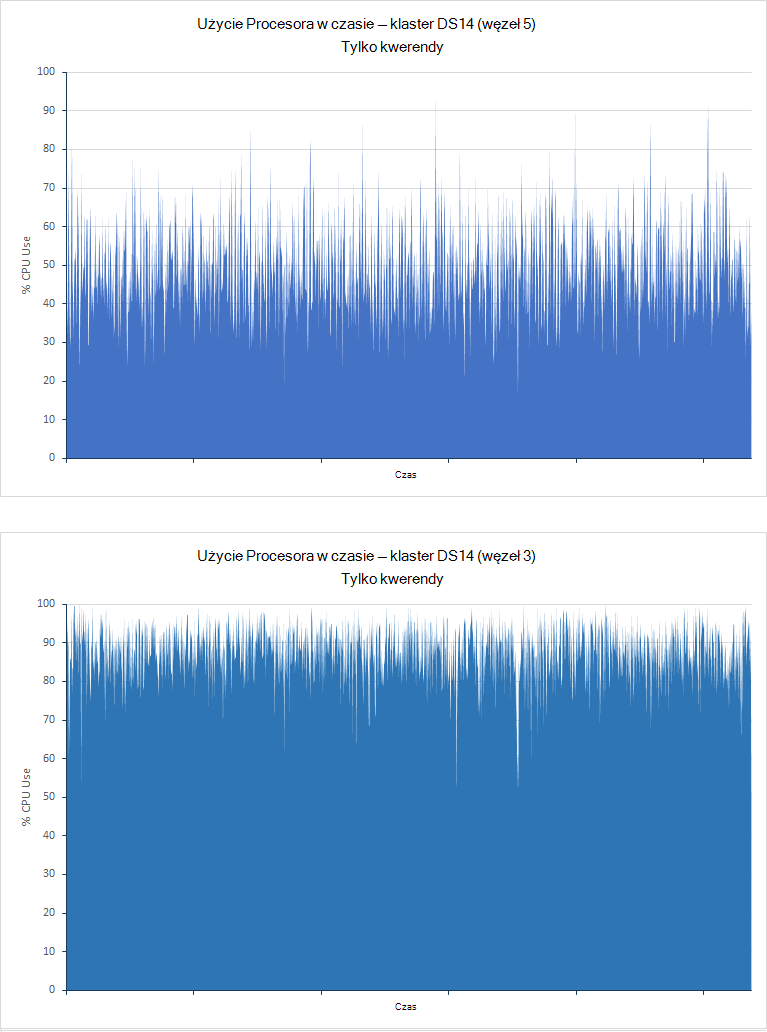 Użycie Procesora w czasie – klaster DS14 (węzeł 5)
Tylko kwerendy
100
90
80
70
60
50
40
30
20
10
0
% CPU Use
Czas
Użycie Procesora w czasie – klaster DS14 (węzeł 3)
Tylko kwerendy
100
90
80
70
60
50
40
30
20
10
0
% CPU Use
Czas